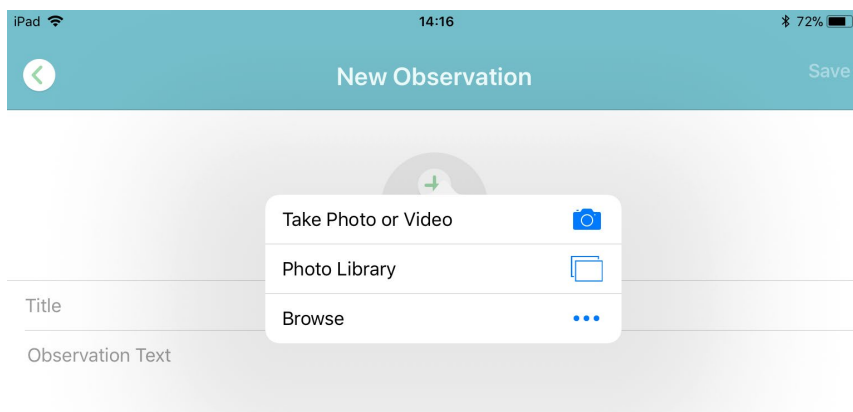 iPad 14:16 72%
New Observation Save
Take Photo or Video
Photo Library
Title
Browse
Observation Text